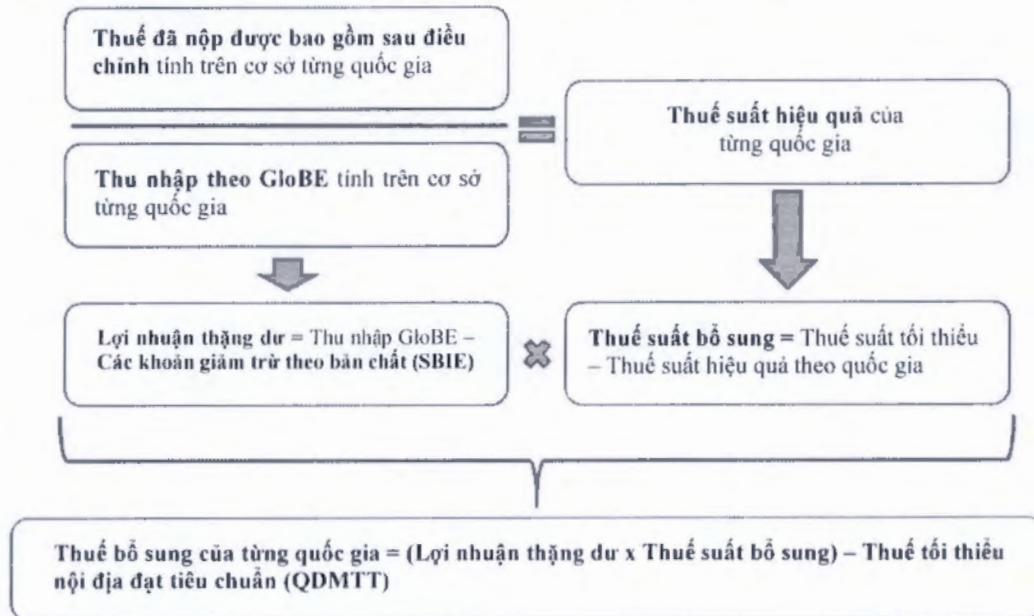 Thuế đã nộp được bao gồm sau điều
chỉnh tính trên cơ sở từng quốc gia
Thu nhập theo GloBE tính trên cơ sở
từng quốc gia
=
Thuế suất hiệu quả của
từng quốc gia
Lợi nhuận thặng dư = Thu nhập GloBE –
Các khoản giảm trừ theo bản chất (SBIE)
×
Thuế suất bổ sung = Thuế suất tối thiểu
– Thuế suất hiệu quả theo quốc gia
Thuế bổ sung của từng quốc gia = (Lợi nhuận thặng dư x Thuế suất bổ sung) – Thuế tối thiểu
nội địa đạt tiêu chuẩn (QDMTT)